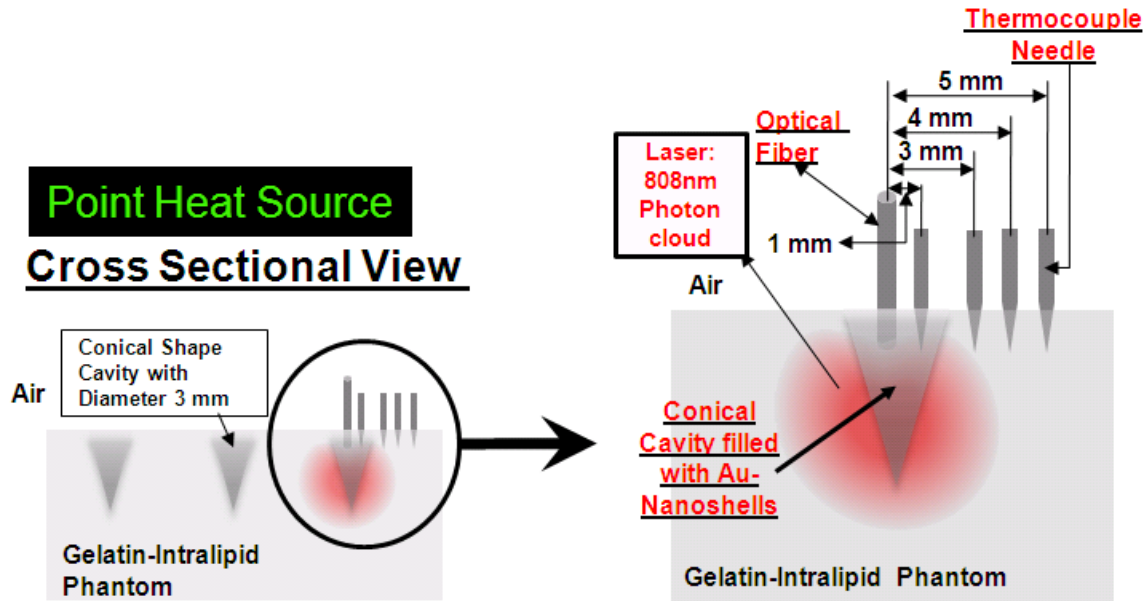 Point Heat Source
Cross Sectional View
Conical Shape
Cavity with
Diameter 3 mm
Air
Gelatin-Intralipid
Phantom
Thermocouple
Needle
5 mm
4 mm
3 mm
Optical
Fiber
Laser:
808nm
Photon
cloud
1 mm
Air
Conical
Cavity filled
with Au-
Nanoshells
Gelatin-Intralipid Phantom